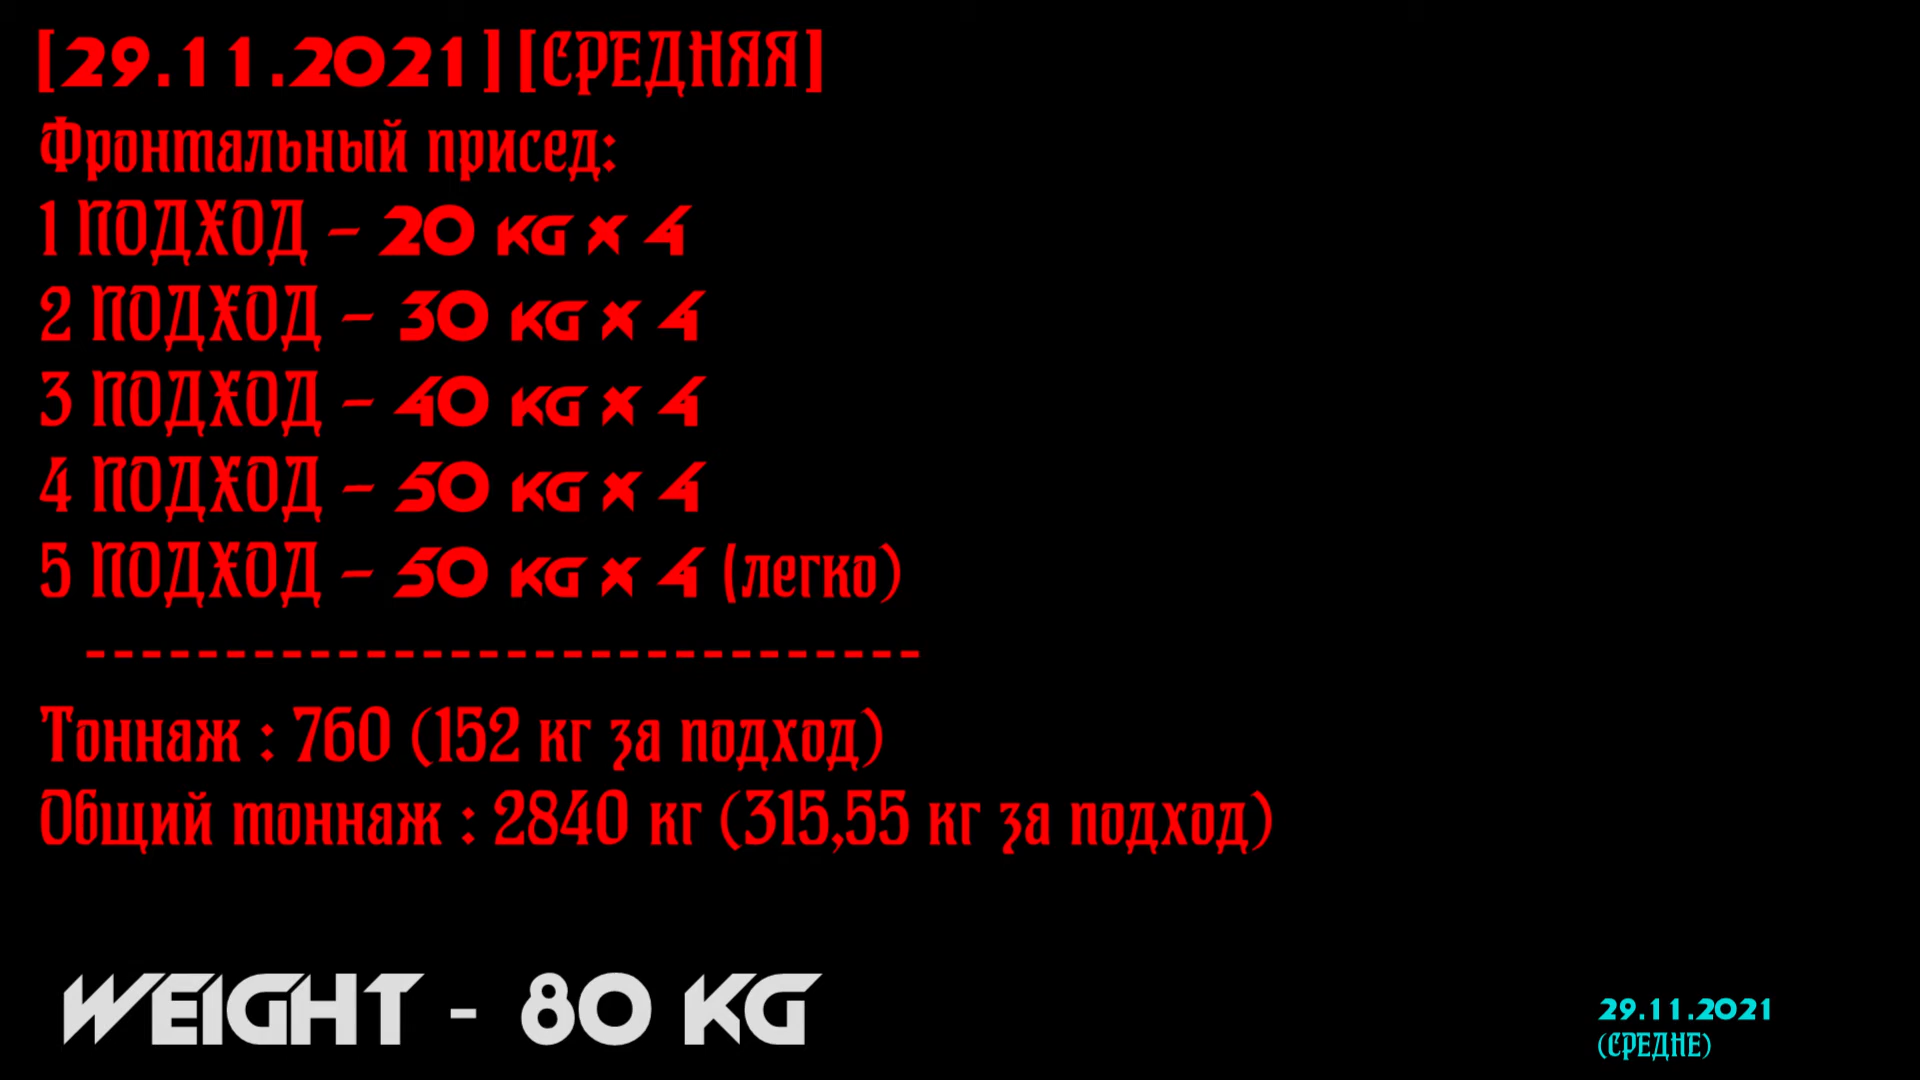 [29.11.2021] [СРЕДНЯЯ]
Фронтальный присед:
1 ПОДХОД - 20 KG x 4
2 ПОДХОД - 30 KG x 4
3 ПОДХОД - 40 KG x 4
4 ПОДХОД - 50 KG x 4
5 ПОДХОД - 50 KG x 4 (легко)
------------------------------
Тоннаж : 760 (152 кг за подход)
Общий тоннаж : 2840 кг (315,55 кг за подход)
WEIGHT - 80 KG
29.11.2021
(СРЕДНЕ)